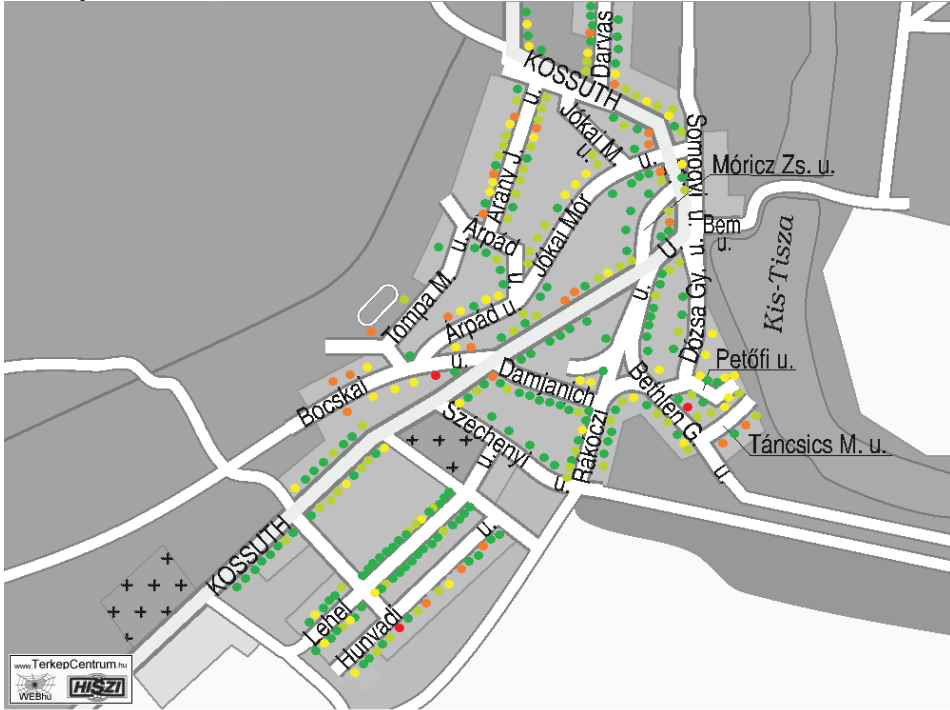 Darvas
KOSSUTH
u.
Jókai M.
u.
Somogyi u.
u.
Móricz Zs. u.
Arany J.
Jókai Mór
Bem
u.
Kis-Tisza
Árpád
u.
u.
U.
u.
Tompa M.
Árpád u.
u.
Dózsa Gy. u.
Petőfi u.
Bocskai
u.
Damjanich
Bethlen G.
u.
Széchenyi
u.
Rákóczi
Táncsics M. u.
u.
KOSSUTH
u.
Lehel
Hunyadi
www.TerkepCentrum.hu
WEBhu
HISZI